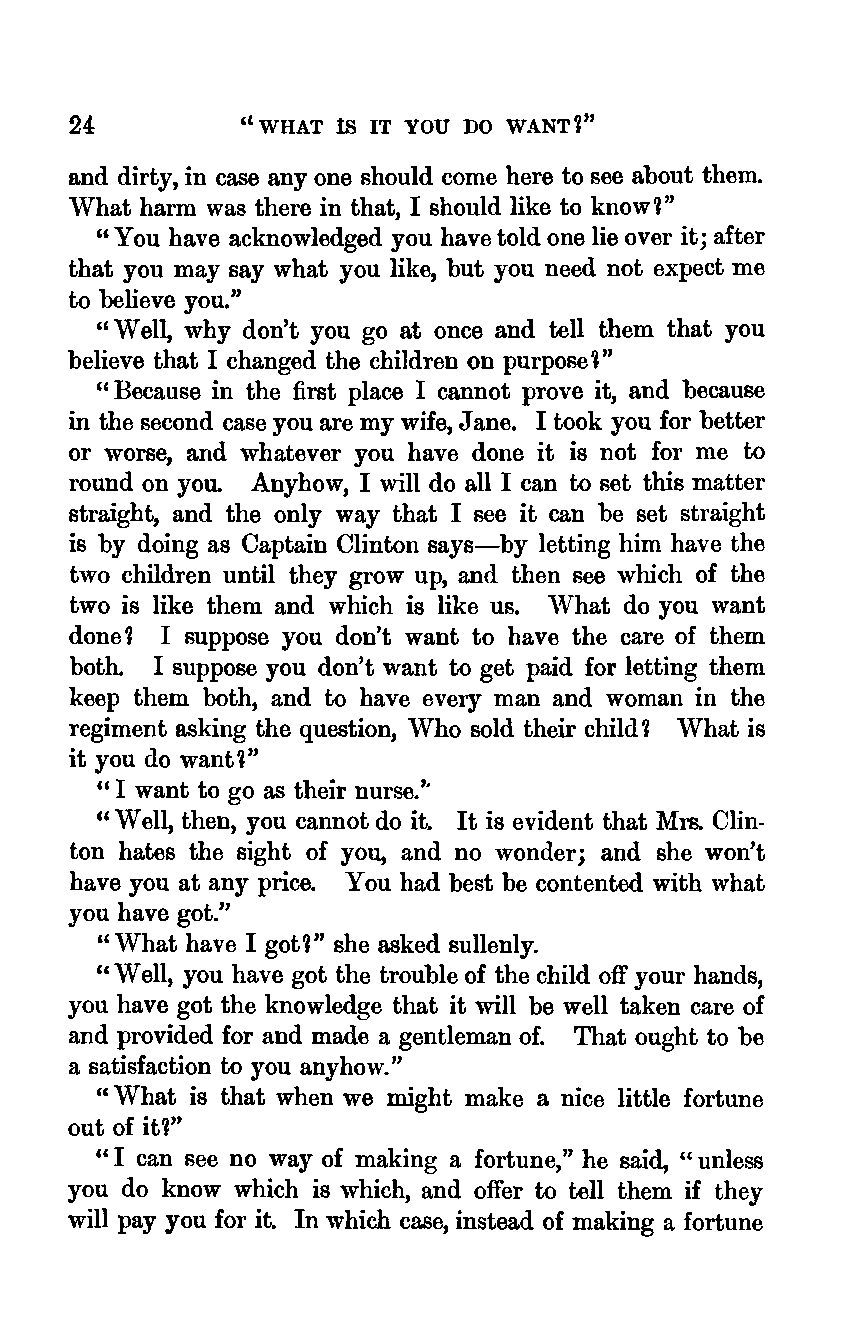 24 “WHAT IS IT YOU DO WANT?”
and dirty, in case any one should come here to see about them.
What harm was there in that, I should like to know?”
“You have acknowledged you have told one lie over it; after
that you may say what you like, but you need not expect me
to believe you.”
“Well, why don’t you go at once and tell them that you
believe that I changed the children on purpose?”
“Because in the first place I cannot prove it, and because
in the second case you are my wife, Jane. I took you for better
or worse, and whatever you have done it is not for me to
round on you. Anyhow, I will do all I can to set this matter
straight, and the only way that I see it can be set straight
is by doing as Captain Clinton says—by letting him have the
two children until they grow up, and then see which of the
two is like them and which is like us. What do you want
done? I suppose you don’t want to have the care of them
both. I suppose you don’t want to get paid for letting them
keep them both, and to have every man and woman in the
regiment asking the question, Who sold their child? What is
it you do want?”
“I want to go as their nurse.”
“Well, then, you cannot do it. It is evident that Mrs. Clin-
ton hates the sight of you, and no wonder; and she won’t
have you at any price. You had best be contented with what
you have got.”
“What have I got?” she asked sullenly.
“Well, you have got the trouble of the child off your hands,
you have got the knowledge that it will be well taken care of
and provided for and made a gentleman of. That ought to be
a satisfaction to you anyhow.”
“What is that when we might make a nice little fortune
out of it?”
“I can see no way of making a fortune,” he said, “unless
you do know which is which, and offer to tell them if they
will pay you for it. In which case, instead of making a fortune